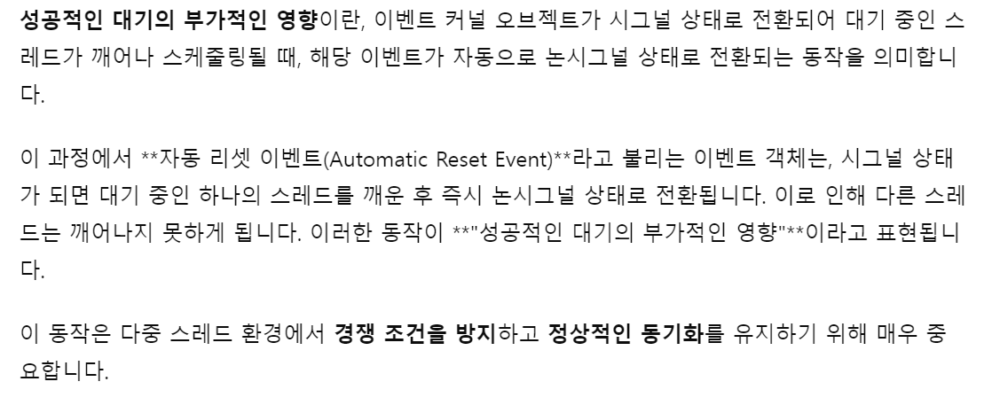 성공적인 대기의 부가적인 영향이란, 이벤트 커널 오브젝트가 시그널 상태로 전환되어 대기 중인 스
레드가 깨어나 스케줄링될 때, 해당 이벤트가 자동으로 논시그널 상태로 전환되는 동작을 의미합니
다.
이 과정에서 **자동 리셋 이벤트(Automatic Reset Event)**라고 불리는 이벤트 객체는, 시그널 상태
가 되면 대기 중인 하나의 스레드를 깨운 후 즉시 논시그널 상태로 전환됩니다. 이로 인해 다른 스레
드는 깨어나지 못하게 됩니다. 이러한 동작이 **"성공적인 대기의 부가적인 영향"**이라고 표현됩니
다.
이 동작은 다중 스레드 환경에서 경쟁 조건을 방지하고 정상적인 동기화를 유지하기 위해 매우 중
요합니다.